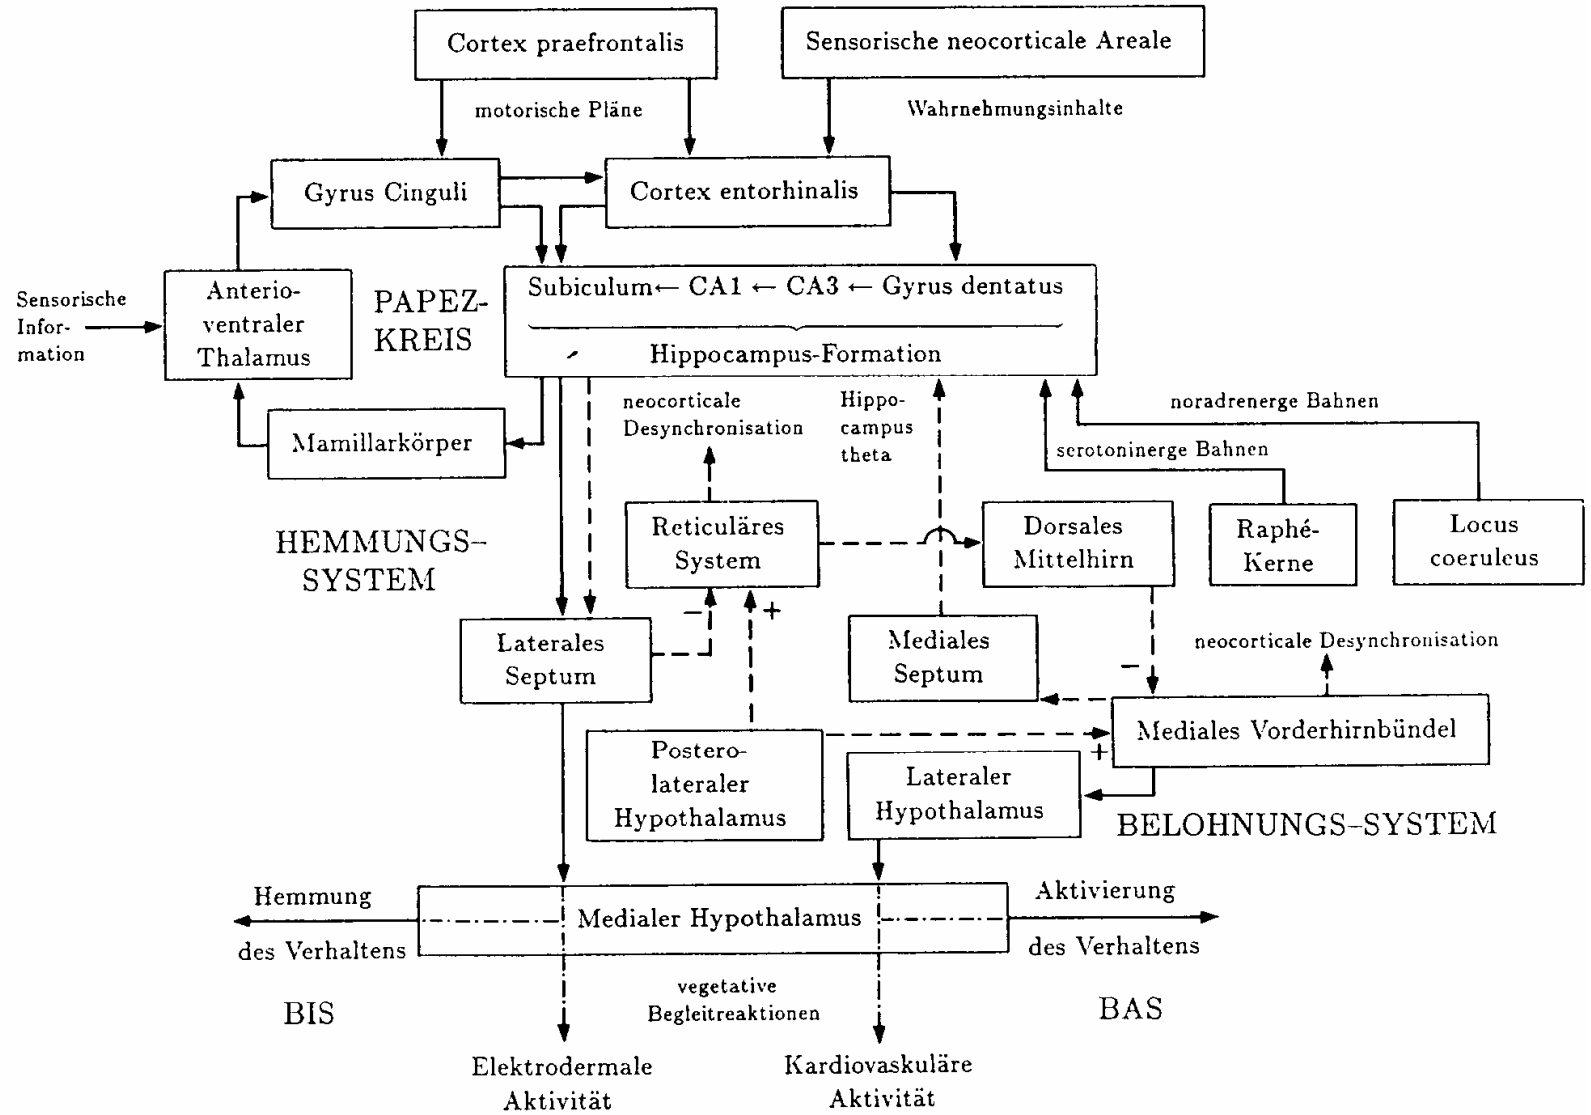 Cortex praefrontalis
Sensorische neocorticale Areale
motorische Pläne
Wahrnehmungsinhalte
Gyrus Cinguli
Cortex entorhinalis
Sensorische
Infor-
mation
Anterio-
ventraler
Thalamus
PAPEZ-
KREIS
Subiculum← CA1 ← CA3 ← Gyrus dentatus
Hippocampus-Formation
Mamillarkörper
neocorticale
Desynchronisation
Hippo-
campus
theta
noradrenerge Bahnen
serotoninerge Bahnen
HEMMUNGS-
SYSTEM
Reticuläres
System
Dorsales
Mittelhirn
Raphé-
Kerne
Locus
coeruleus
−
+
Laterales
Septum
Mediales
Septum
neocorticale Desynchronisation
−
Mediales Vorderhirnbündel
+
Postero-
lateraler
Hypothalamus
Lateraler
Hypothalamus
BELOHNUNGS-SYSTEM
Hemmung
des Verhaltens
Medialer Hypothalamus
Aktivierung
des Verhaltens
BIS
vegetative
Begleitreaktionen
BAS
Elektrodermale
Aktivität
Kardiovaskuläre
Aktivität